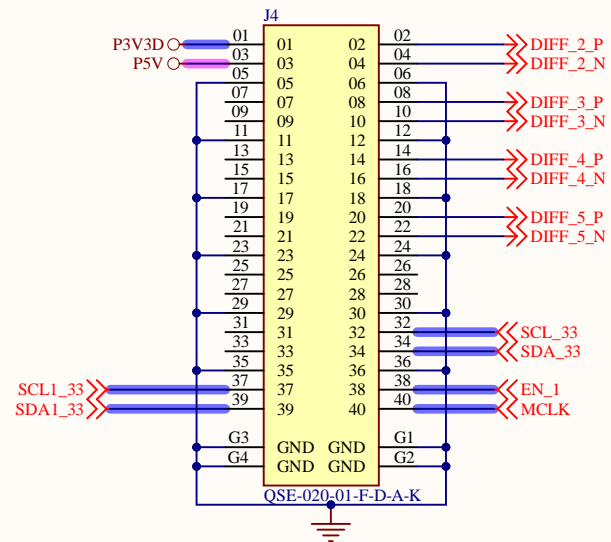 J4
P3V3D 01 01 02 02 DIFF_2_P
P5V 03 03 04 04 DIFF_2_N
05 05 06 06
07 07 08 08 DIFF_3_P
09 09 10 10 DIFF_3_N
11 11 12 12
13 13 14 14 DIFF_4_P
15 15 16 16 DIFF_4_N
17 17 18 18
19 19 20 20 DIFF_5_P
21 21 22 22 DIFF_5_N
23 23 24 24
25 25 26 26
27 27 28 28
29 29 30 30
31 31 32 32 SCL_33
33 33 34 34 SDA_33
35 35 36 36
SCL1_33 37 37 38 38 EN_1
SDA1_33 39 39 40 40 MCLK
G3 GND GND G1
G4 GND GND G2
QSE-020-01-F-D-A-K